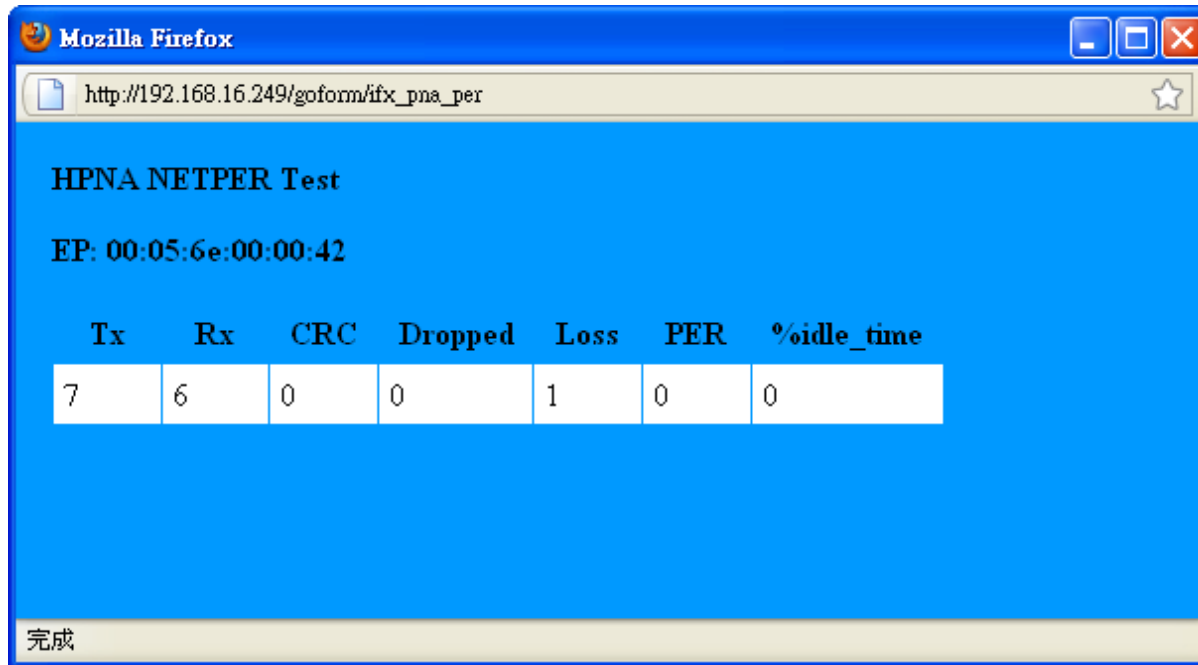 Mozilla Firefox
http://192.168.16.249/goform/ifx_pna_per
HPNA NETPER Test
EP: 00:05:6e:00:00:42
Tx Rx CRC Dropped Loss PER %idle_time
7 6 0 0 1 0 0
完成